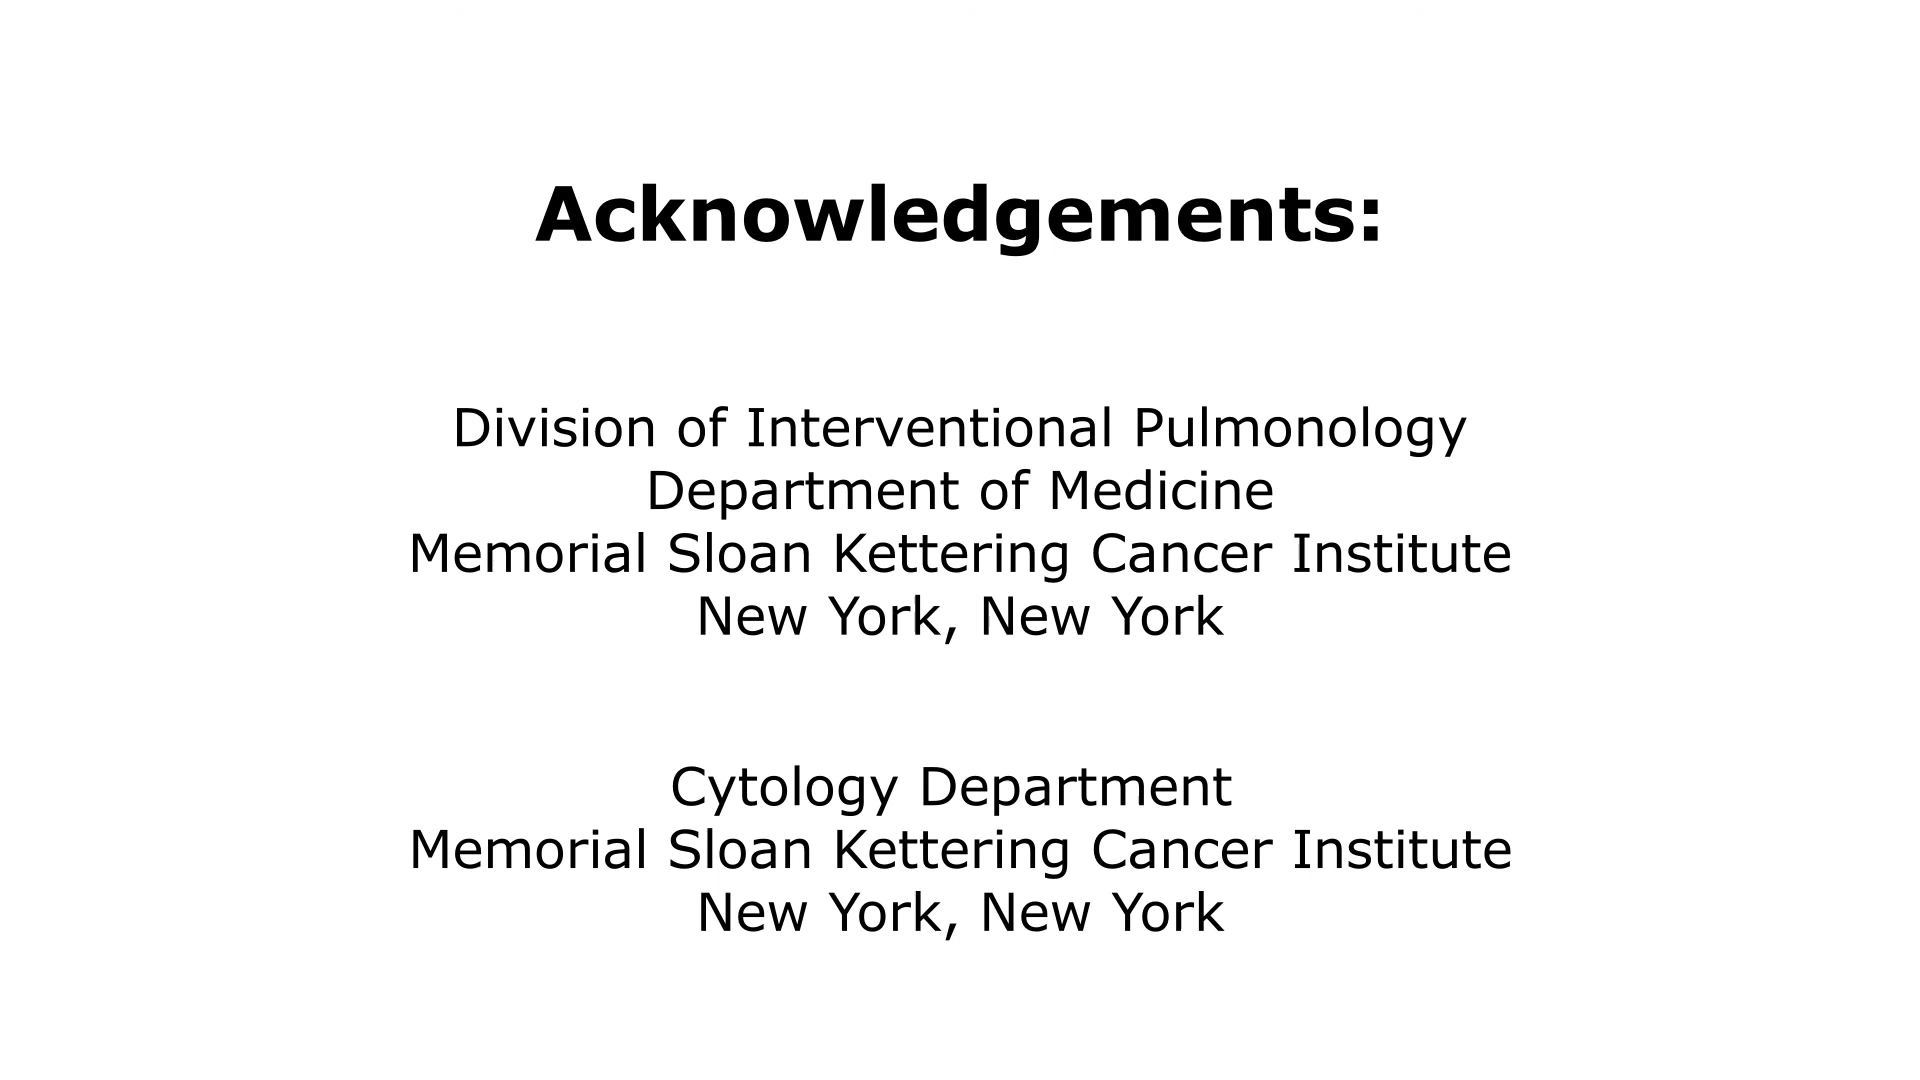 Acknowledgements:
Division of Interventional Pulmonology
Department of Medicine
Memorial Sloan Kettering Cancer Institute
New York, New York
Cytology Department
Memorial Sloan Kettering Cancer Institute
New York, New York